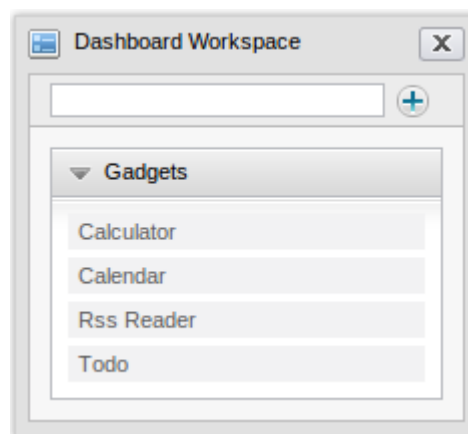 Dashboard Workspace
Gadgets
Calculator
Calendar
Rss Reader
Todo